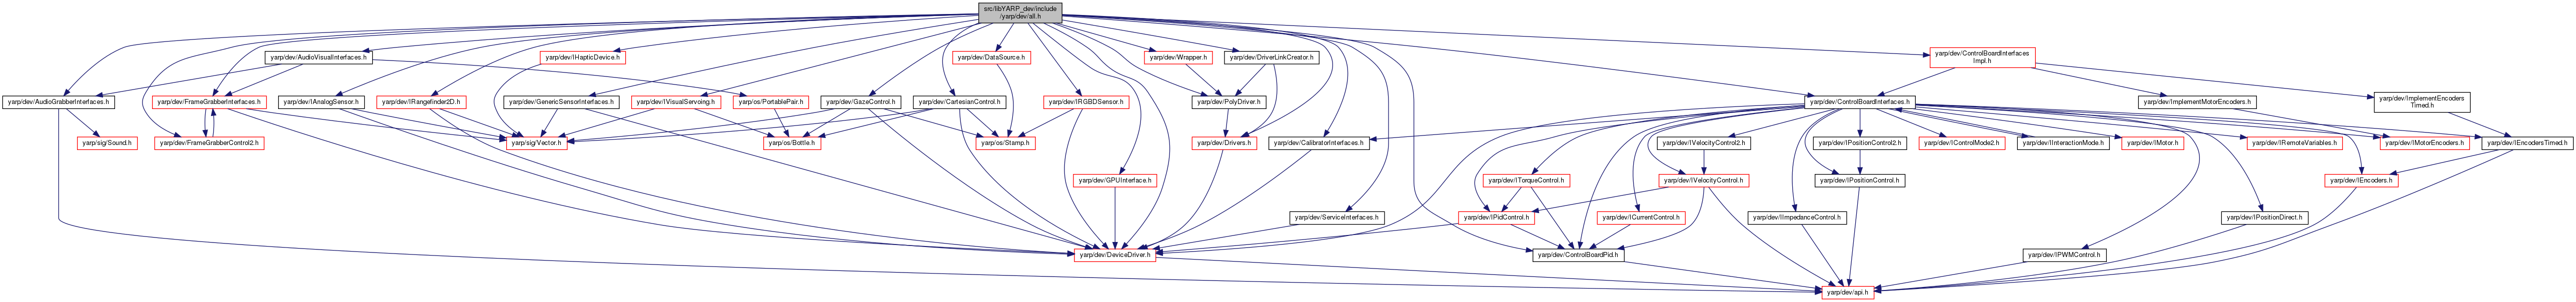 src/libYARP_dev/include
/yarp/dev/all.h
yarp/dev/AudioVisualInterfaces.h
yarp/dev/IHapticDevice.h
yarp/dev/DataSource.h
yarp/dev/Wrapper.h
yarp/dev/DriverLinkCreator.h
yarp/dev/ControlBoardInterfaces
Impl.h
yarp/dev/AudioGrabberInterfaces.h
yarp/dev/FrameGrabberInterfaces.h
yarp/dev/IAnalogSensor.h
yarp/dev/IRangefinder2D.h
yarp/dev/GenericSensorInterfaces.h
yarp/dev/IVisualServoing.h
yarp/os/PortablePair.h
yarp/dev/GazeControl.h
yarp/dev/CartesianControl.h
yarp/dev/IRGBDSensor.h
yarp/dev/PolyDriver.h
yarp/dev/ControlBoardInterfaces.h
yarp/dev/ImplementMotorEncoders.h
yarp/dev/ImplementEncoders
Timed.h
yarp/sig/Sound.h
yarp/dev/FrameGrabberControl2.h
yarp/sig/Vector.h
yarp/os/Bottle.h
yarp/os/Stamp.h
yarp/dev/Drivers.h
yarp/dev/CalibratorInterfaces.h
yarp/dev/IVelocityControl2.h
yarp/dev/IPositionControl2.h
yarp/dev/IControlMode2.h
yarp/dev/IInteractionMode.h
yarp/dev/IMotor.h
yarp/dev/IRemoteVariables.h
yarp/dev/IMotorEncoders.h
yarp/dev/IEncodersTimed.h
yarp/dev/GPUInterface.h
yarp/dev/ITorqueControl.h
yarp/dev/IVelocityControl.h
yarp/dev/IPositionControl.h
yarp/dev/IEncoders.h
yarp/dev/ServiceInterfaces.h
yarp/dev/IPidControl.h
yarp/dev/ICurrentControl.h
yarp/dev/IImpedanceControl.h
yarp/dev/IPositionDirect.h
yarp/dev/DeviceDriver.h
yarp/dev/ControlBoardPid.h
yarp/dev/IPWMControl.h
yarp/dev/api.h